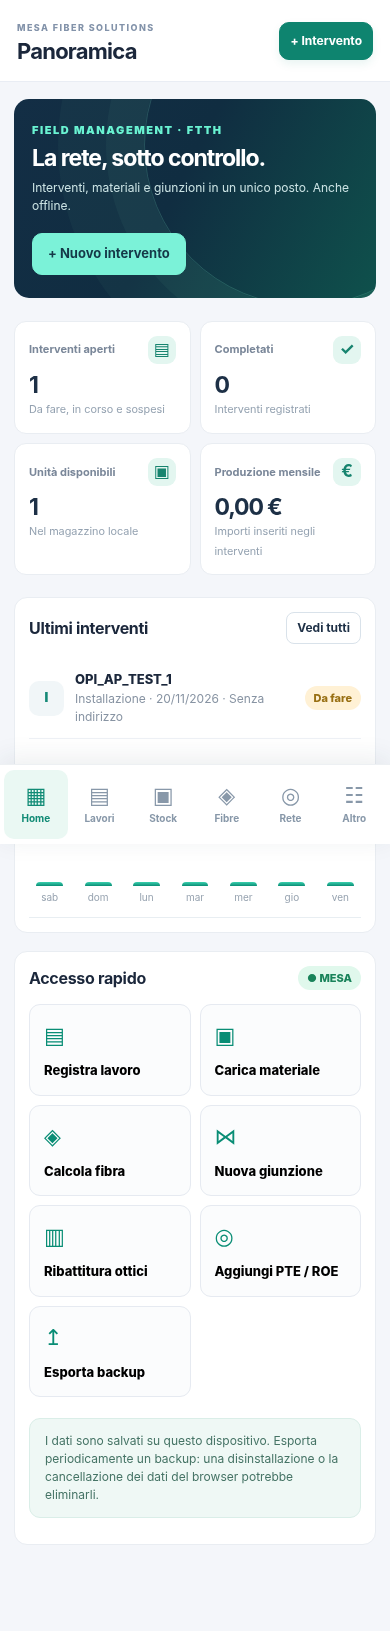 MESA FIBER SOLUTIONS
Panoramica
+ Intervento
FIELD MANAGEMENT · FTTH
La rete, sotto controllo.
Interventi, materiali e giunzioni in un unico posto. Anche
offline.
+ Nuovo intervento
Interventi aperti
1
Da fare, in corso e sospesi
Completati
0
Interventi registrati
Unità disponibili
1
Nel magazzino locale
Produzione mensile
€
0,00 €
Importi inseriti negli
interventi
Ultimi interventi
Vedi tutti
I
OPI_AP_TEST_1
Installazione · 20/11/2026 · Senza
indirizzo
Da fare
Home
Lavori
Stock
Fibre
Rete
Altro
sab
dom
lun
mar
mer
gio
ven
Accesso rapido
MESA
Registra lavoro
Carica materiale
Calcola fibra
Nuova giunzione
Ribattitura ottici
Aggiungi PTE / ROE
Esporta backup
I dati sono salvati su questo dispositivo. Esporta
periodicamente un backup: una disinstallazione o la
cancellazione dei dati del browser potrebbe
eliminarli.